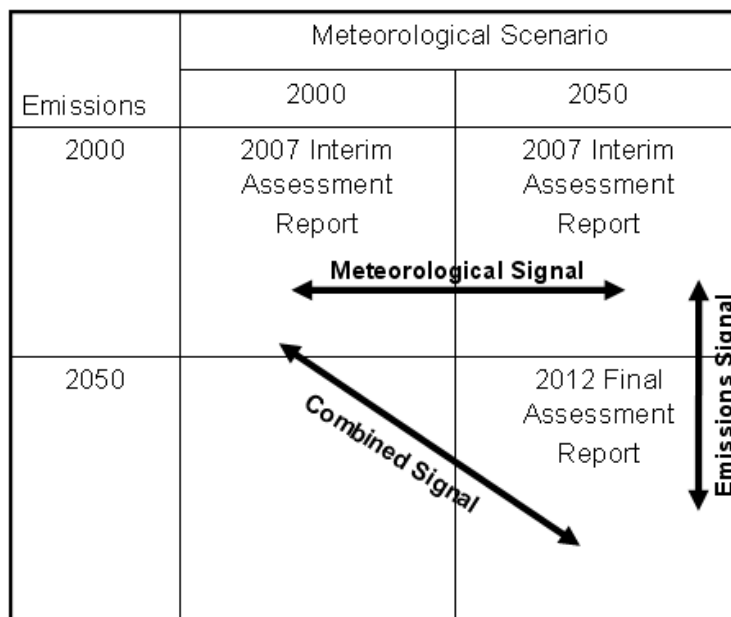 Meteorological Scenario
Emissions
2000
2050
2000
2007 Interim
Assessment
Report
2007 Interim
Assessment
Report
Meteorological Signal
Emissions Signal
2050
2012 Final
Assessment
Report
Combined Signal